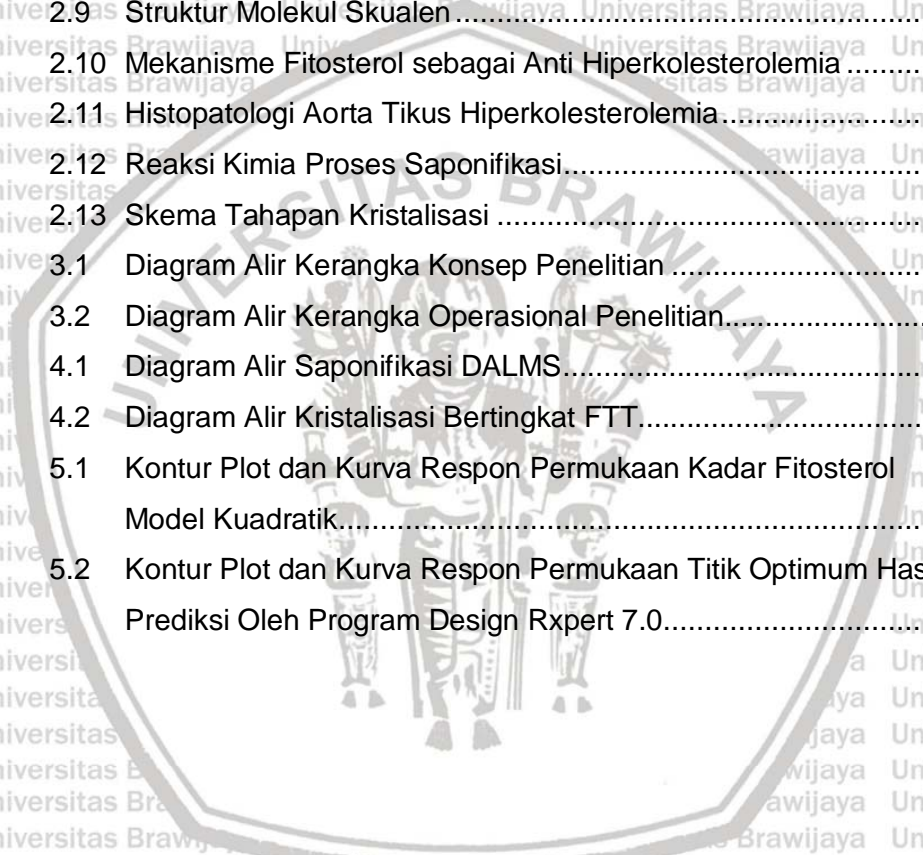 2.9 Struktur Molekul Skualen
2.10 Mekanisme Fitosterol sebagai Anti Hiperkolesterolemia
2.11 Histopatologi Aorta Tikus Hiperkolesterolemia
2.12 Reaksi Kimia Proses Saponifikasi
2.13 Skema Tahapan Kristalisasi
3.1 Diagram Alir Kerangka Konsep Penelitian
3.2 Diagram Alir Kerangka Operasional Penelitian
4.1 Diagram Alir Saponifikasi DALMS
4.2 Diagram Alir Kristalisasi Bertingkat FTT
5.1 Kontur Plot dan Kurva Respon Permukaan Kadar Fitosterol
Model Kuadratik
5.2 Kontur Plot dan Kurva Respon Permukaan Titik Optimum Has
Prediksi Oleh Program Design Rxpert 7.0
UNIVERSITAS BRAWIJAYA